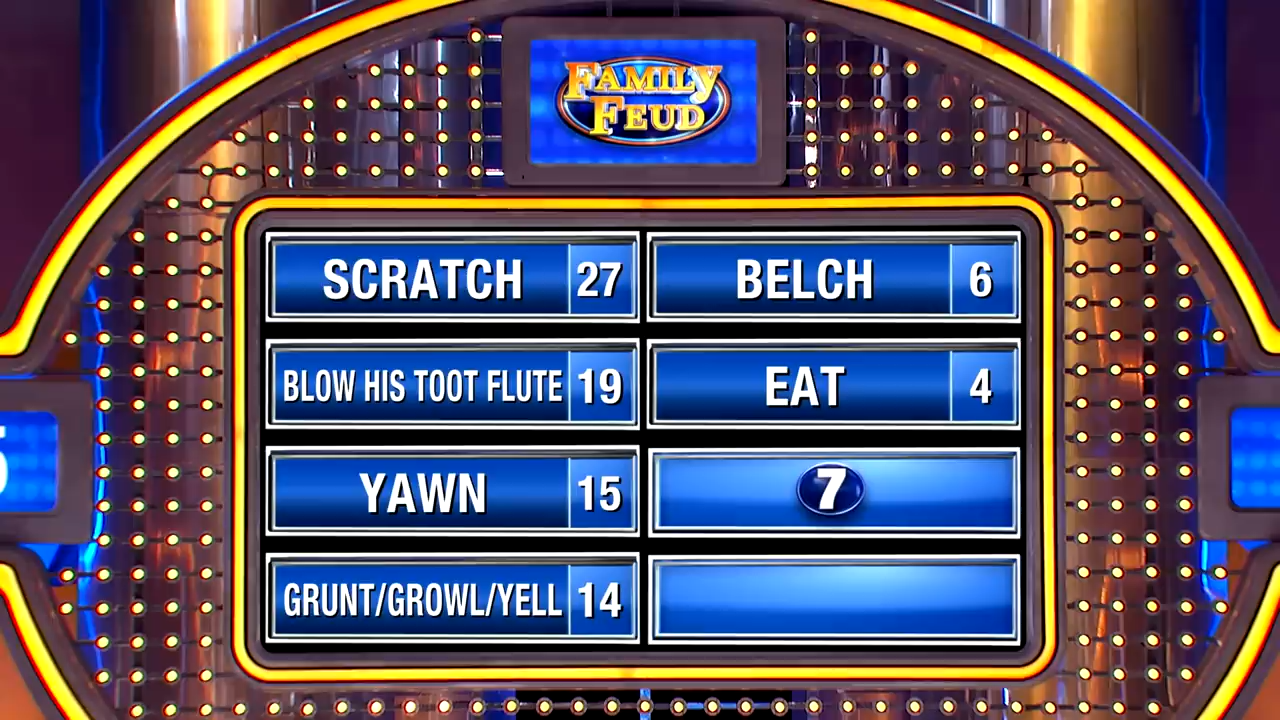 FAMILY
FEUD
SCRATCH 27
BLOW HIS TOOT FLUTE 19
YAWN 15
GRUNT/GROWL/YELL 14
BELCH 6
EAT 4
7